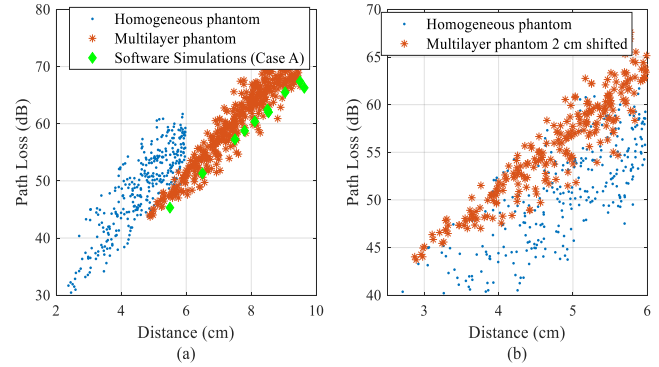 80
70
60
50
40
30
Path Loss (dB)
2
4
6
8
10
Distance (cm)
(a)
Homogeneous phantom
Multilayer phantom
Software Simulations (Case A)
70
65
60
55
50
45
40
Path Loss (dB)
3
4
5
6
Distance (cm)
(b)
Homogeneous phantom
Multilayer phantom 2 cm shifted